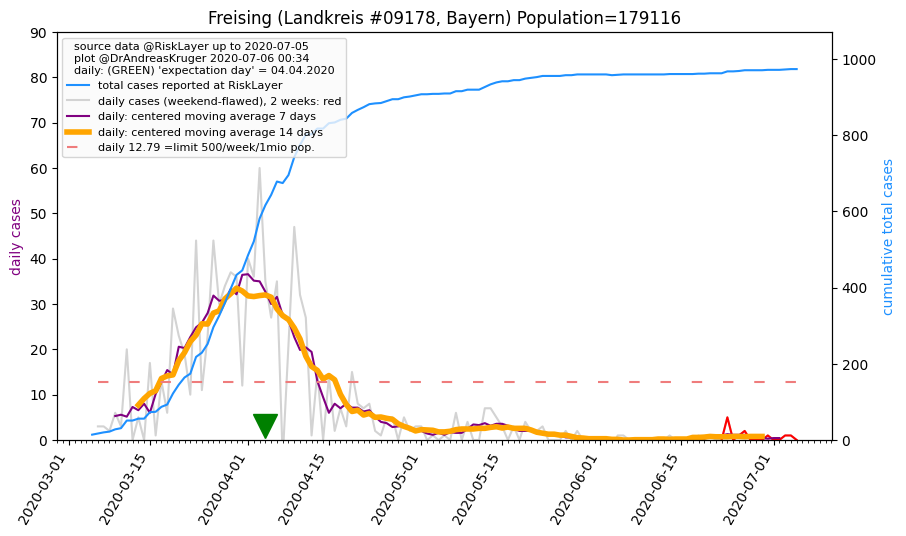 Freising (Landkreis #09178, Bayern) Population=179116
source data @RiskLayer up to 2020-07-05
plot @DrAndreasKruger 2020-07-06 00:34
daily: (GREEN) 'expectation day' = 04.04.2020
total cases reported at RiskLayer
daily cases (weekend-flawed), 2 weeks: red
daily: centered moving average 7 days
daily: centered moving average 14 days
daily 12.79 =limit 500/week/1mio pop.
daily cases
90
80
70
60
50
40
30
20
10
0
cumulative total cases
1000
800
600
400
200
0
2020-03-01
2020-03-15
2020-04-01
2020-04-15
2020-05-01
2020-05-15
2020-06-01
2020-06-15
2020-07-01